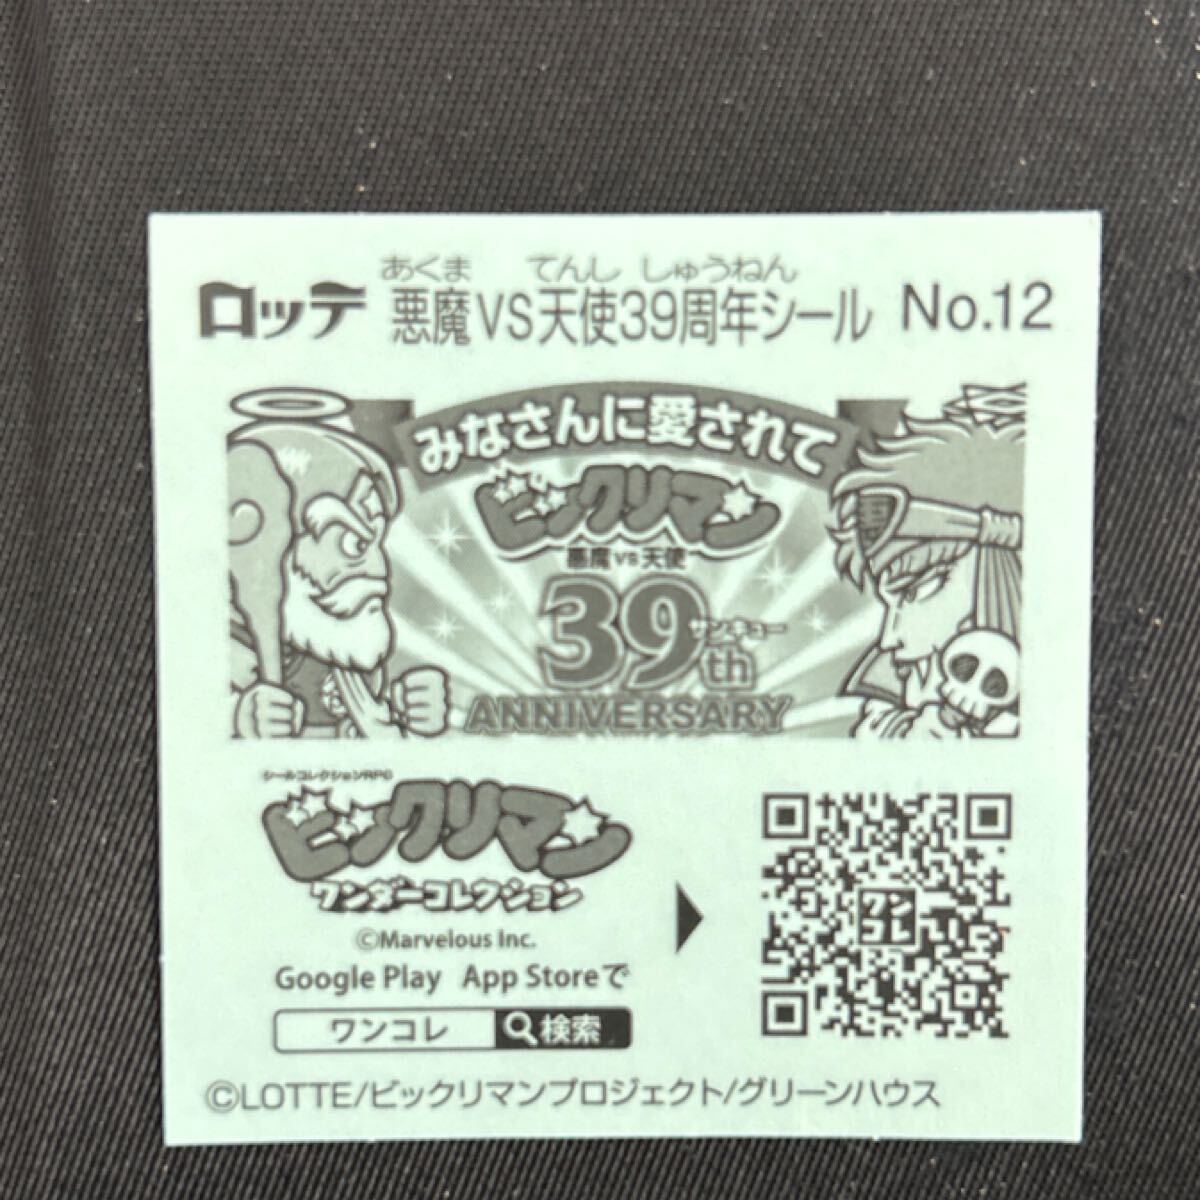 あくま てんし しゅうねん
ロッテ 悪魔VS天使39周年シール No.12
みなさんに愛されて
ビックリマン
悪魔VS天使
39th
サンキュー
ANNIVERSARY
シールコレクションRPG
ビックリマン
ワンダーコレクション
©Marvelous Inc.
Google Play App Storeで
ワンコレ 検索
ワン
コレ
©LOTTE/ビックリマンプロジェクト/グリーンハウス